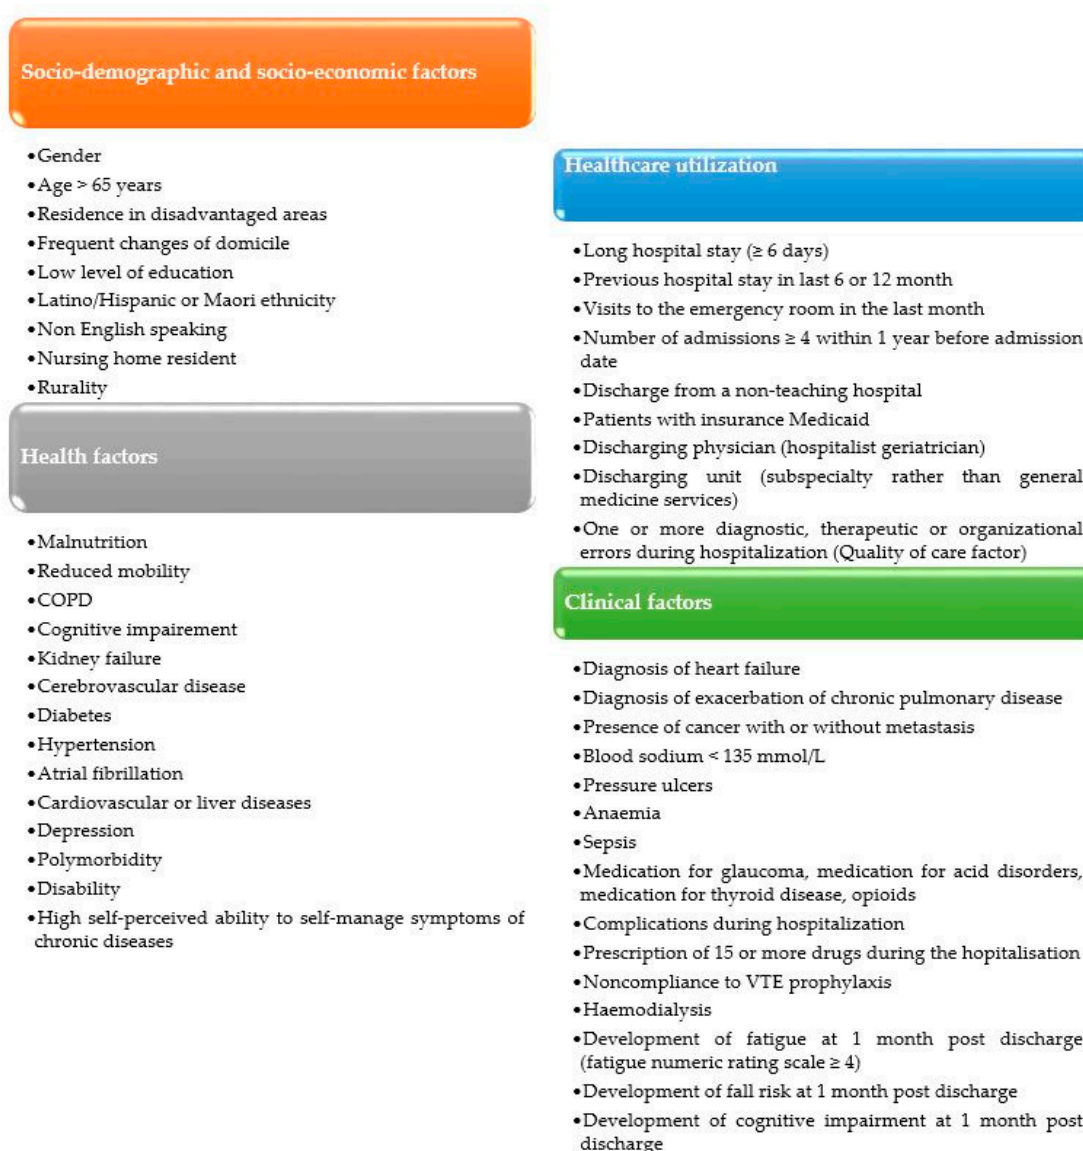 Socio-demographic and socio-economic factors
•Gender
•Age > 65 years
•Residence in disadvantaged areas
•Frequent changes of domicile
•Low level of education
•Latino/Hispanic or Maori ethnicity
•Non English speaking
•Nursing home resident
•Rurality
Health factors
•Malnutrition
•Reduced mobility
•COPD
•Cognitive impairement
•Kidney failure
•Cerebrovascular disease
•Diabetes
•Hypertension
•Atrial fibrillation
•Cardiovascular or liver diseases
•Depression
•Polymorbidity
•Disability
•High self-perceived ability to self-manage symptoms of
chronic diseases
Healthcare utilization
•Long hospital stay (≥ 6 days)
•Previous hospital stay in last 6 or 12 month
•Visits to the emergency room in the last month
•Number of admissions ≥ 4 within 1 year before admission
date
•Discharge from a non-teaching hospital
•Patients with insurance Medicaid
•Discharging physician (hospitalist geriatrician)
•Discharging unit (subspecialty rather than general
medicine services)
•One or more diagnostic, therapeutic or organizational
errors during hospitalization (Quality of care factor)
Clinical factors
•Diagnosis of heart failure
•Diagnosis of exacerbation of chronic pulmonary disease
•Presence of cancer with or without metastasis
•Blood sodium < 135 mmol/L
•Pressure ulcers
•Anaemia
•Sepsis
•Medication for glaucoma, medication for acid disorders,
medication for thyroid disease, opioids
•Complications during hospitalization
•Prescription of 15 or more drugs during the hopitalisation
•Noncompliance to VTE prophylaxis
•Haemodialysis
•Development of fatigue at 1 month post discharge
(fatigue numeric rating scale ≥ 4)
•Development of fall risk at 1 month post discharge
•Development of cognitive impairment at 1 month post
discharge